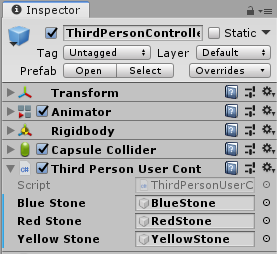 Inspector
ThirdPersonControlle Static
Tag Untagged Layer Default
Prefab Open Select Overrides
Transform
Animator
Rigidbody
Capsule Collider
Third Person User Cont
Script ThirdPersonUserC
Blue Stone BlueStone
Red Stone RedStone
Yellow Stone YellowStone